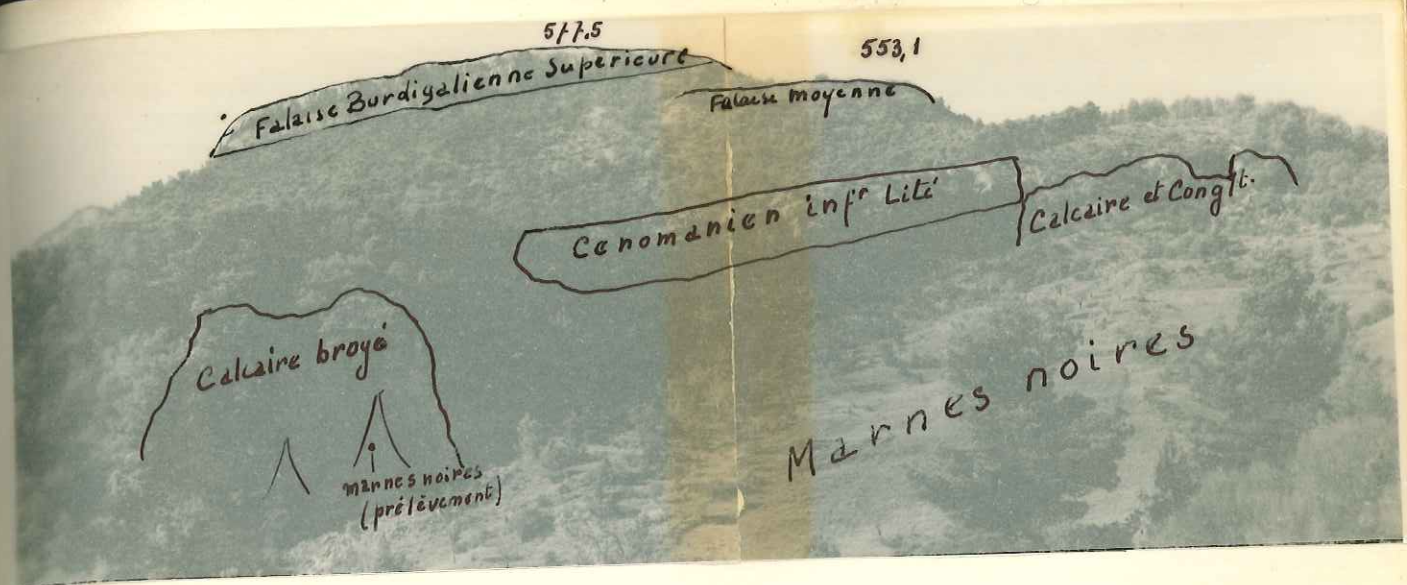 577.5
553,1
Falaise Burdigalienne Superieure
Falaise moyenne
Cenomanien infr Lité
Calcaire et Conglt.
Calcaire broyé
marnes noires
(prélèvement)
Marnes noires